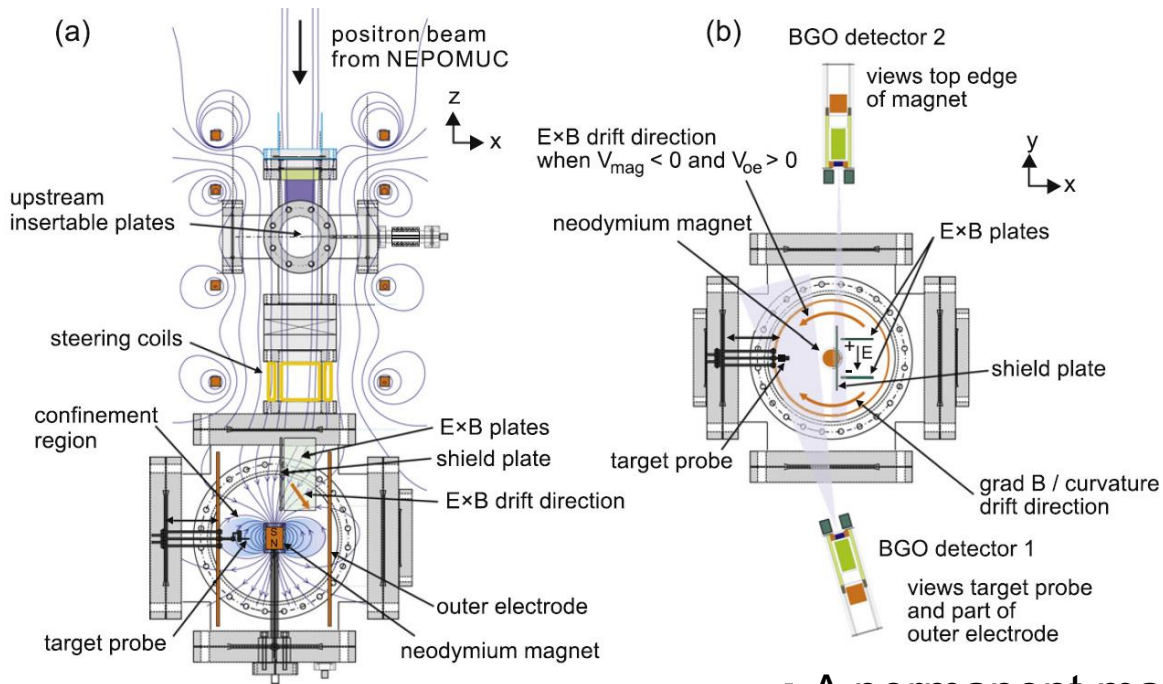 (a)
positron beam
from NEPOMUC
z
x
upstream
insertable plates
steering coils
confinement
region
E×B plates
shield plate
E×B drift direction
S
N
outer electrode
target probe
neodymium magnet
(b)
BGO detector 2
views top edge
of magnet
E×B drift direction
when Vmag < 0 and Voe > 0
y
x
neodymium magnet
E×B plates
+
E
-
shield plate
target probe
grad B / curvature
drift direction
BGO detector 1
views target probe
and part of
outer electrode